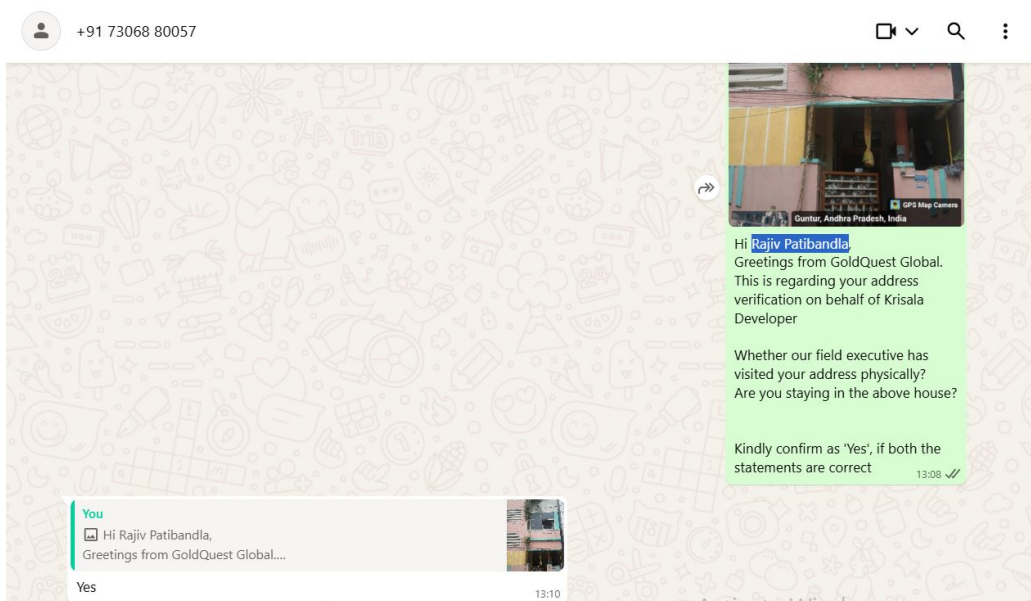 +91 73068 80057
GPS Map Camera
Guntur, Andhra Pradesh, India
Hi Rajiv Patibandla,
Greetings from GoldQuest Global.
This is regarding your address
verification on behalf of Krisala
Developer
Whether our field executive has
visited your address physically?
Are you staying in the above house?
Kindly confirm as 'Yes', if both the
statements are correct
13:08
You
Hi Rajiv Patibandla,
Greetings from GoldQuest Global....
Yes
13:10